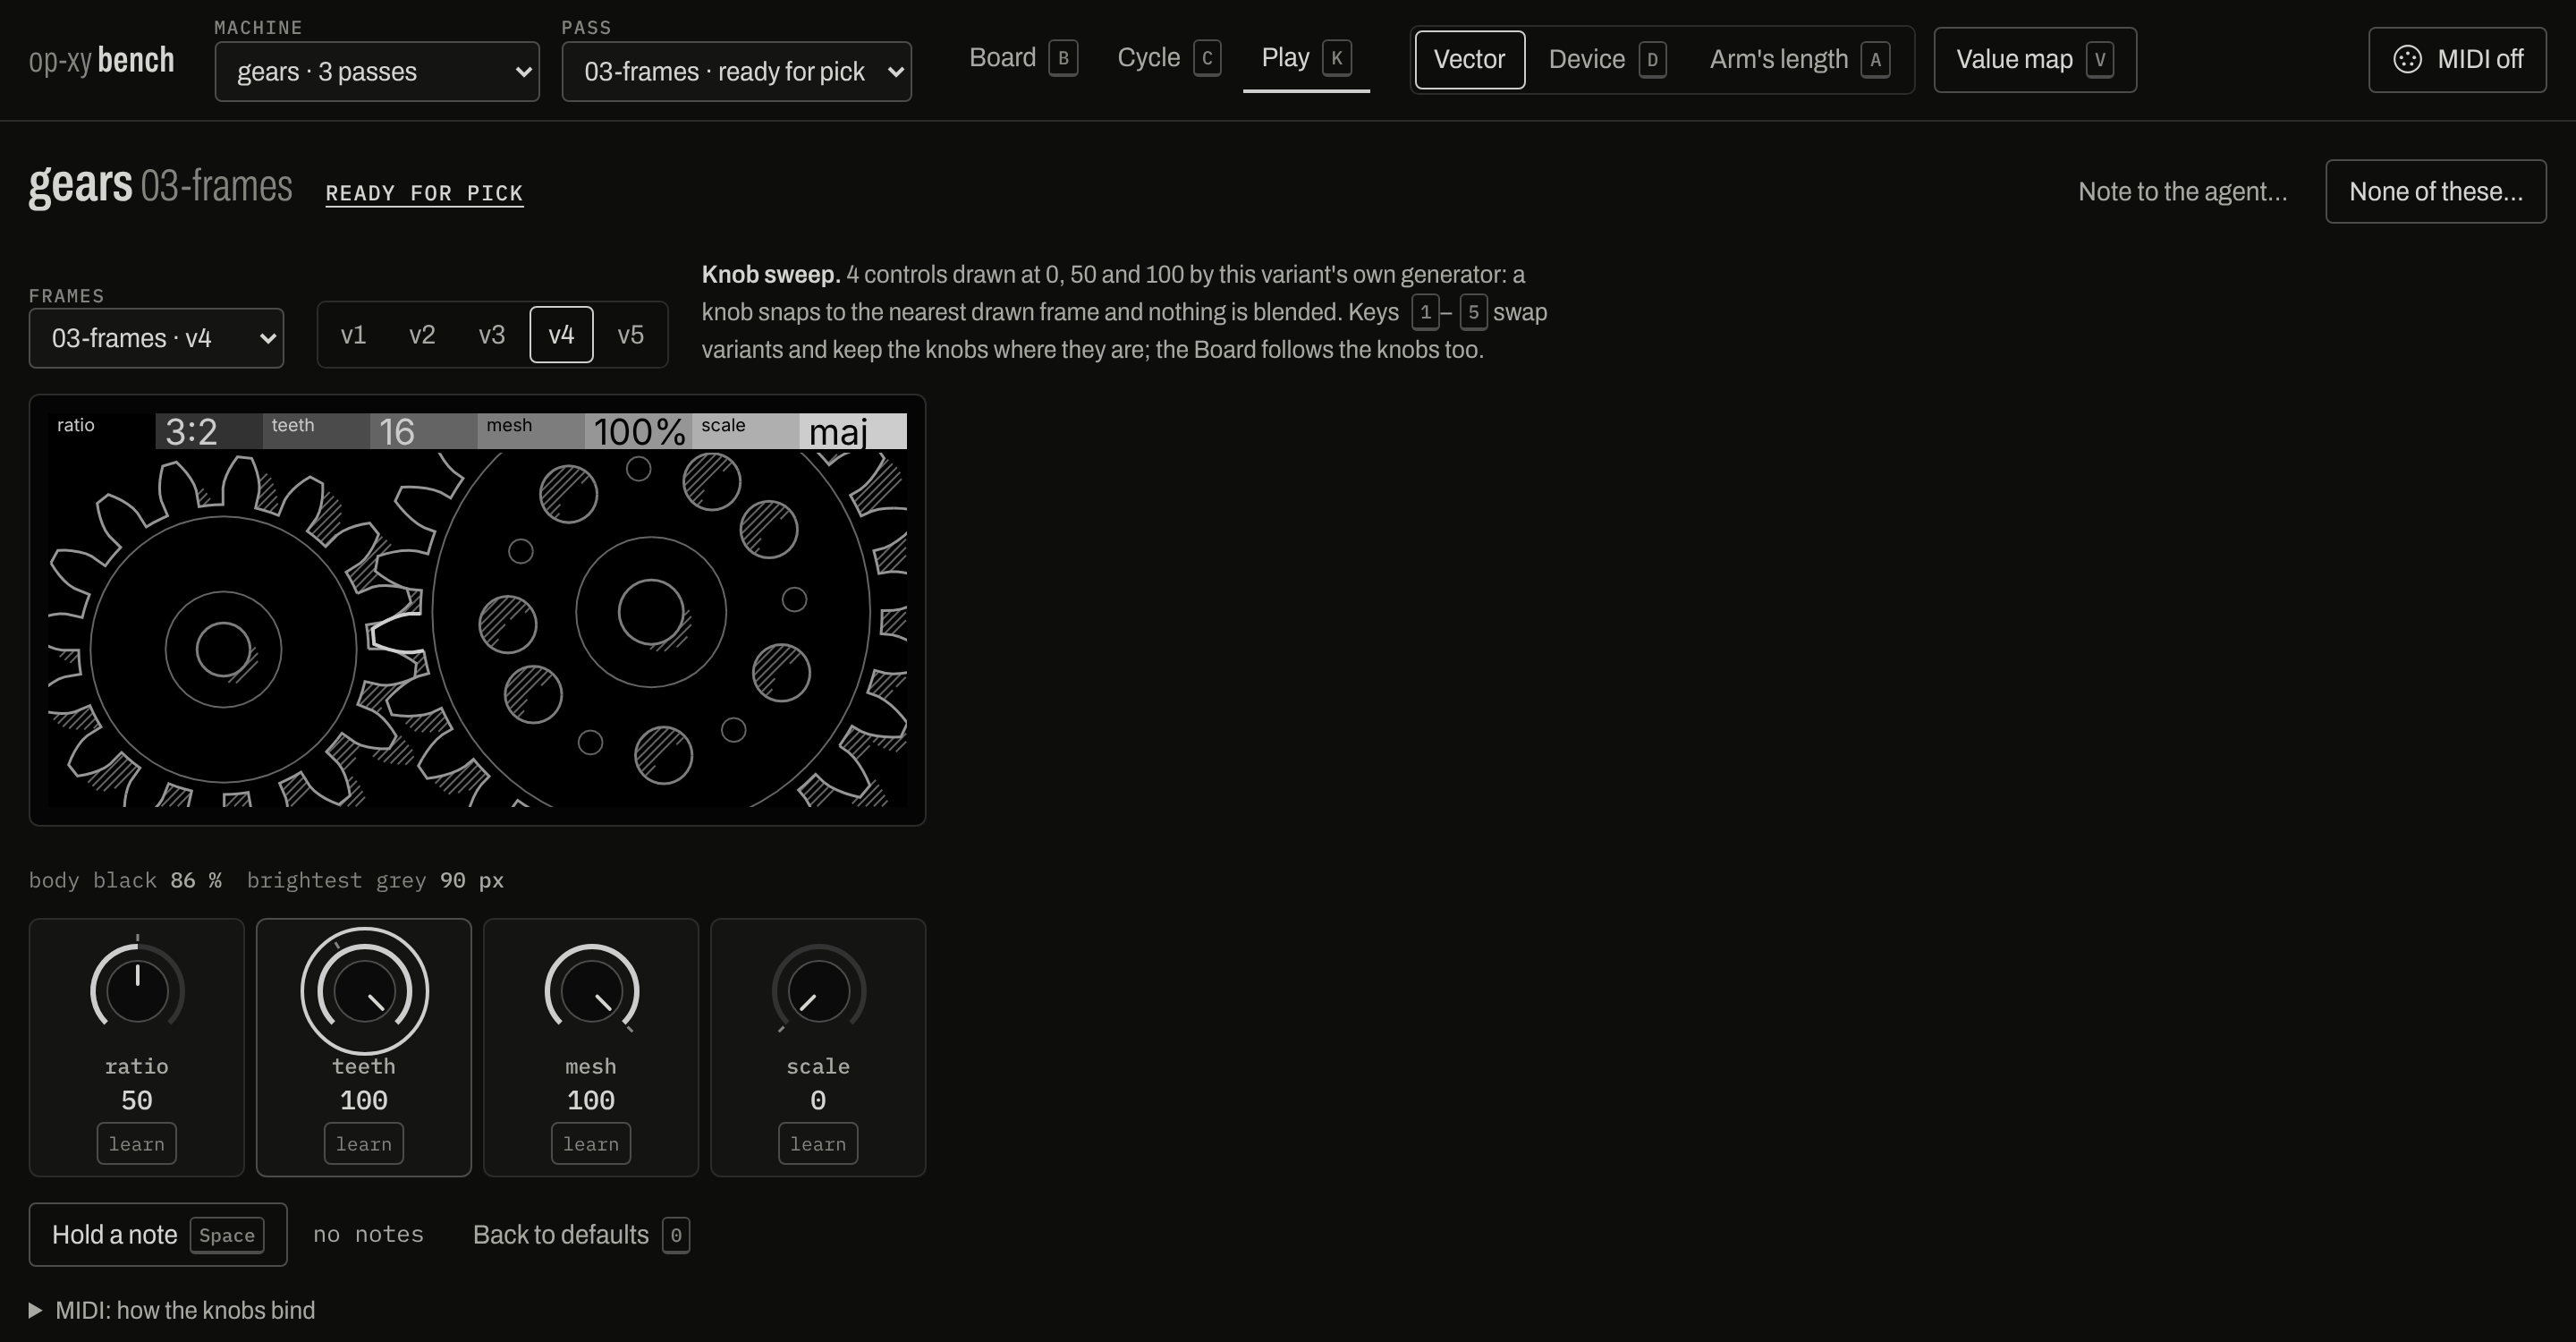 MACHINE
PASS
op-xy bench
gears · 3 passes
03-frames · ready for pick
Board B
Cycle C
Play K
Vector
Device D
Arm's length A
Value map V
MIDI off
gears 03-frames
READY FOR PICK
Note to the agent...
None of these...
FRAMES
03-frames · v4
v1
v2
v3
v4
v5
Knob sweep. 4 controls drawn at 0, 50 and 100 by this variant's own generator: a
knob snaps to the nearest drawn frame and nothing is blended. Keys 1 – 5 swap
variants and keep the knobs where they are; the Board follows the knobs too.
ratio 3:2 teeth 16 mesh 100% scale maj
body black 86 % brightest grey 90 px
ratio
50
learn
teeth
100
learn
mesh
100
learn
scale
0
learn
Hold a note Space
no notes
Back to defaults 0
MIDI: how the knobs bind